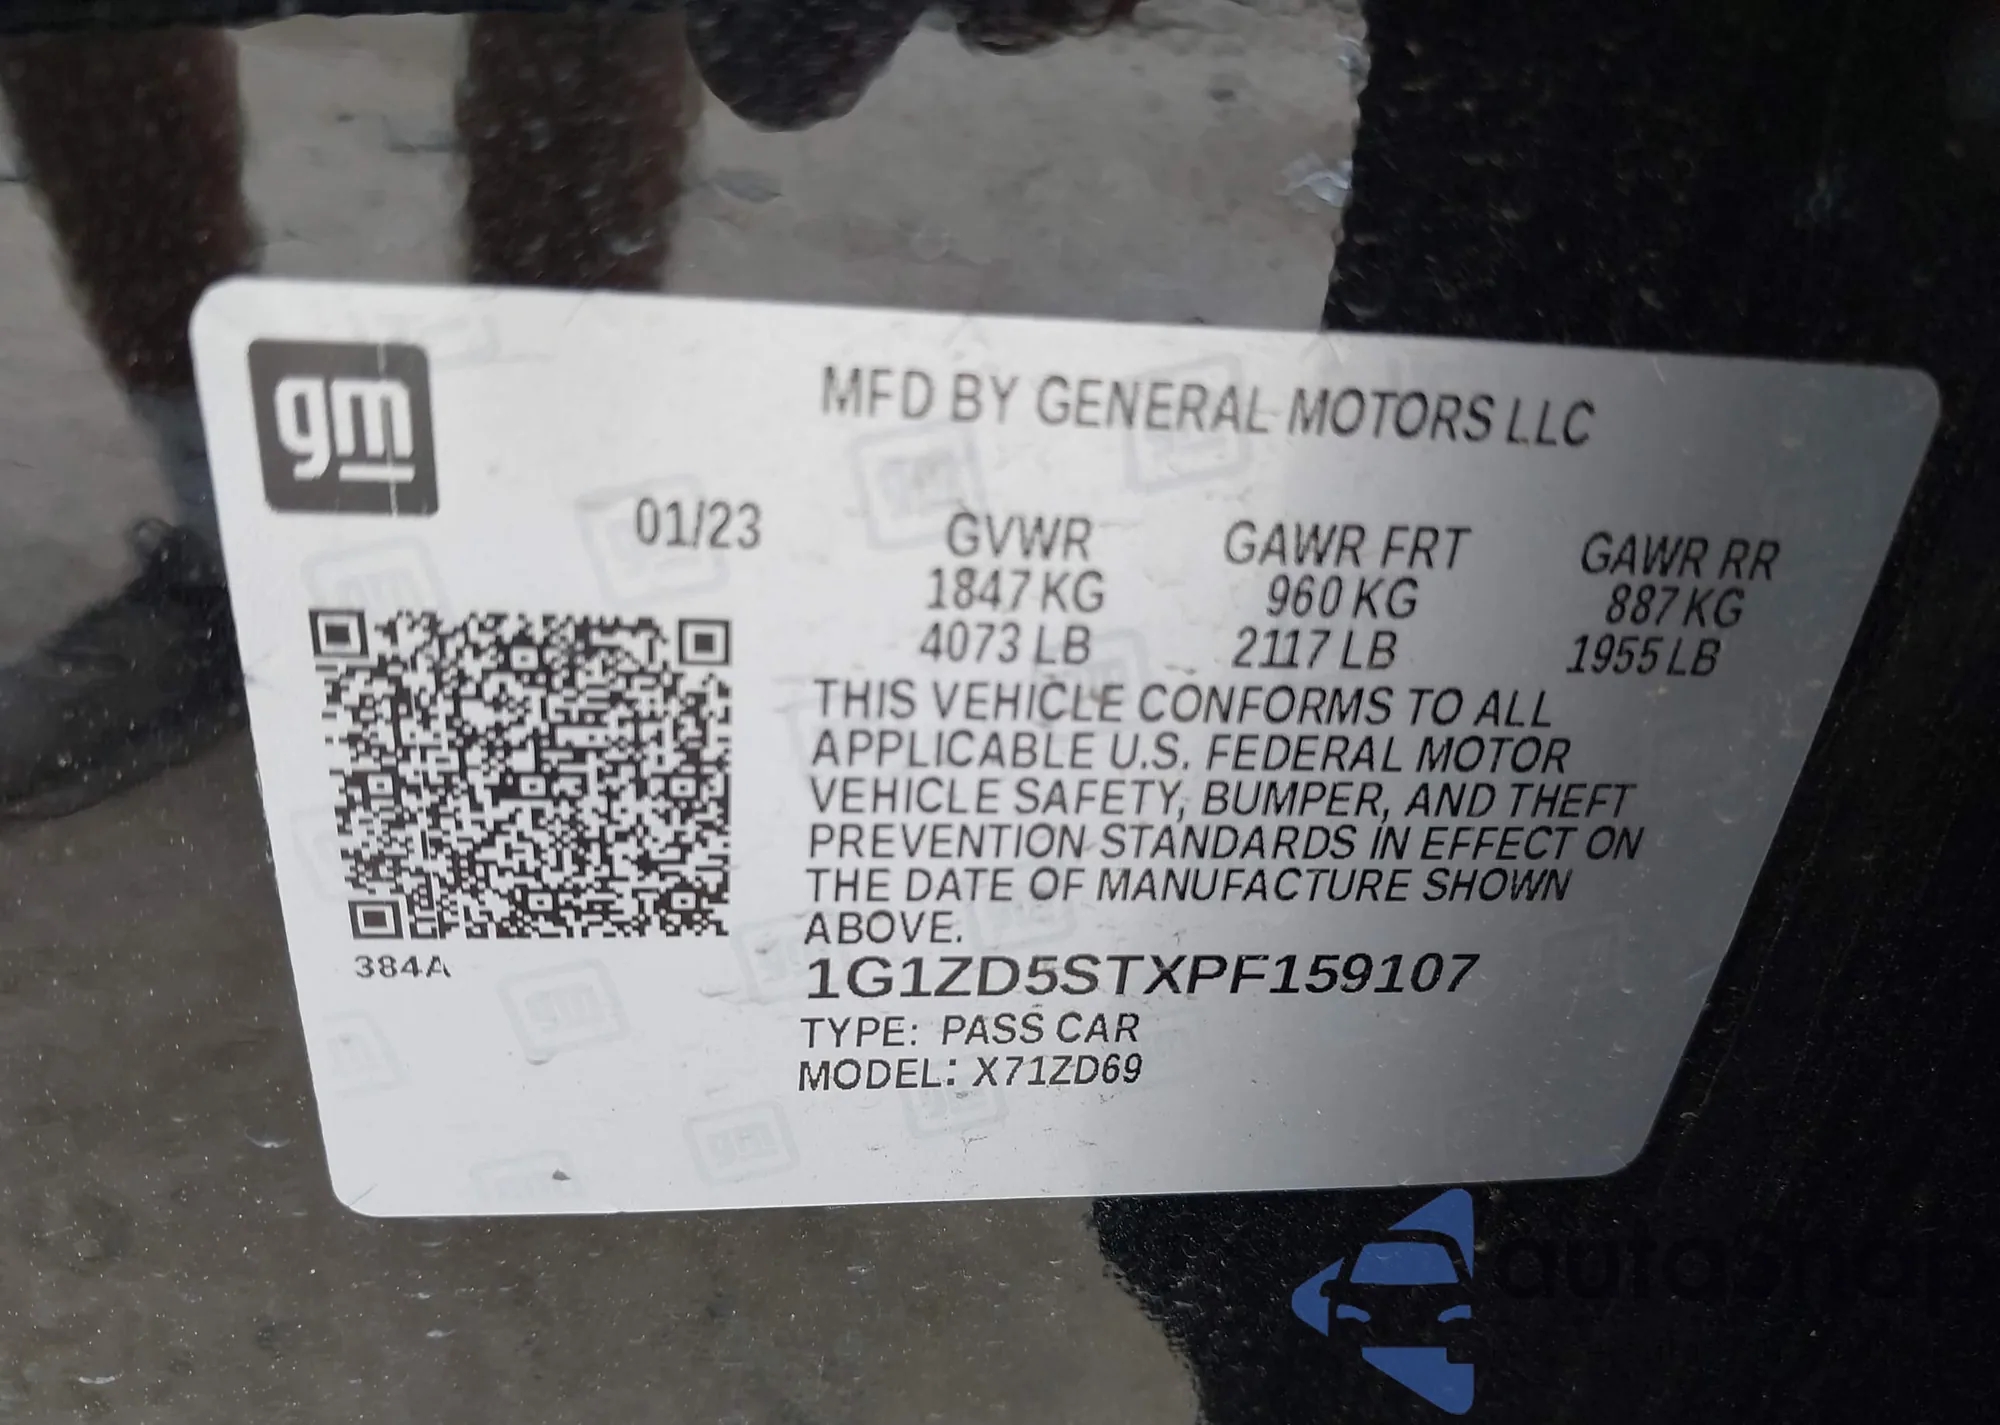 gm
MFD BY GENERAL MOTORS LLC
01/23
GVWR GAWR FRT GAWR RR
1847 KG 960 KG 887 KG
4073 LB 2117 LB 1955 LB
THIS VEHICLE CONFORMS TO ALL
APPLICABLE U.S. FEDERAL MOTOR
VEHICLE SAFETY, BUMPER, AND THEFT
PREVENTION STANDARDS IN EFFECT ON
THE DATE OF MANUFACTURE SHOWN
ABOVE.
384A
1G1ZD5STXPF159107
TYPE: PASS CAR
MODEL: X71ZD69
autosnap